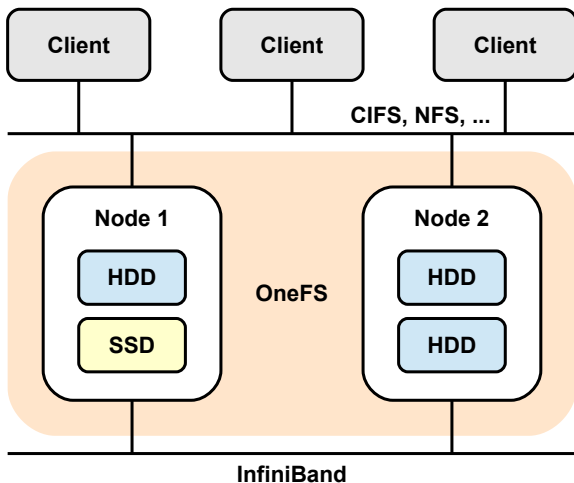 Client
Client
Client
CIFS, NFS, ...
Node 1
HDD
SSD
OneFS
Node 2
HDD
HDD
InfiniBand